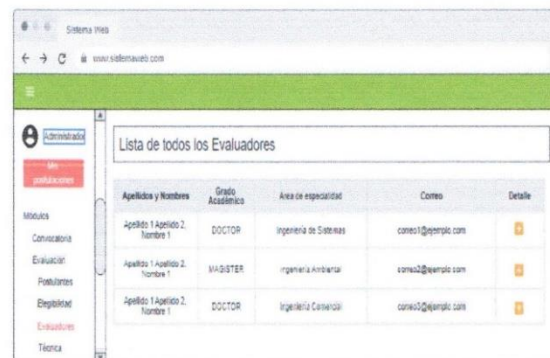 Sistema Web
www.sistemaweb.com
Administrador
Mis
postulaciones
Módulos
Convocatoria
Evaluación
Postulantes
Elegibilidad
Evaluadores
Técnica
Lista de todos los Evaluadores
Apellidos y Nombres
Grado
Académico
Area de especialidad
Correo
Detalle
Apellido 1 Apellido 2,
Nombre 1
DOCTOR
Ingeniería de Sistemas
correo1@ejemplo.com
Apellido 1 Apellido 2,
Nombre 1
MAGISTER
Ingeniería Ambiental
correo2@ejemplo.com
Apellido 1 Apellido 2,
Nombre 1
DOCTOR
Ingeniería Comercial
correo3@ejemplo.com